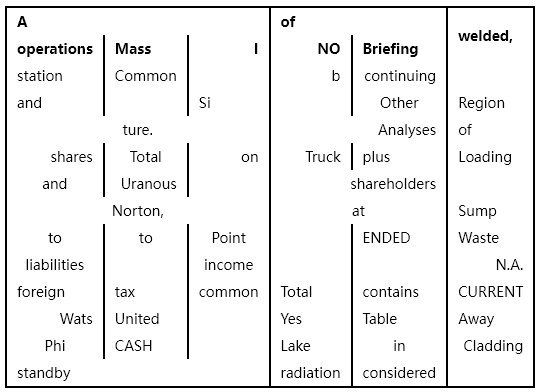 A of welded,
operations Mass I NO Briefing
station Common b continuing
and Si Other Region
ture. Analyses of
shares Total on Truck plus Loading
and Uranous shareholders
Norton, at Sump
to to Point ENDED Waste
liabilities income N.A.
foreign tax common Total contains CURRENT
Wats United Yes Table Away
Phi CASH Lake in Cladding
standby radiation considered